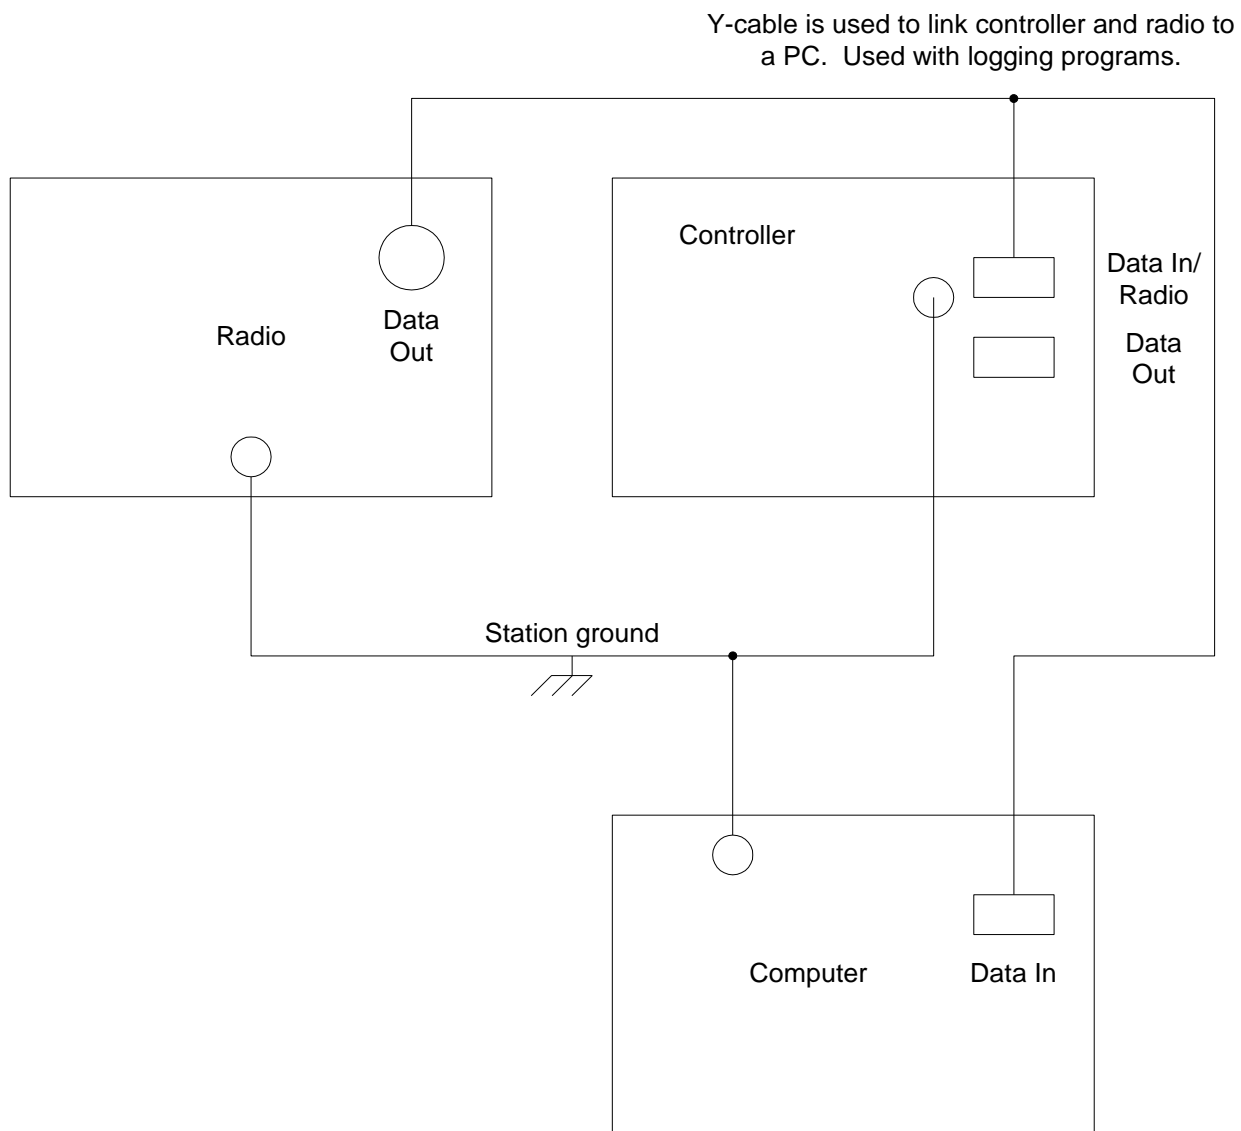 Y-cable is used to link controller and radio to
a PC.  Used with logging programs.
Controller
Data In/
Radio
Data
Out
Radio
Data
Out
Station ground
Computer
Data In